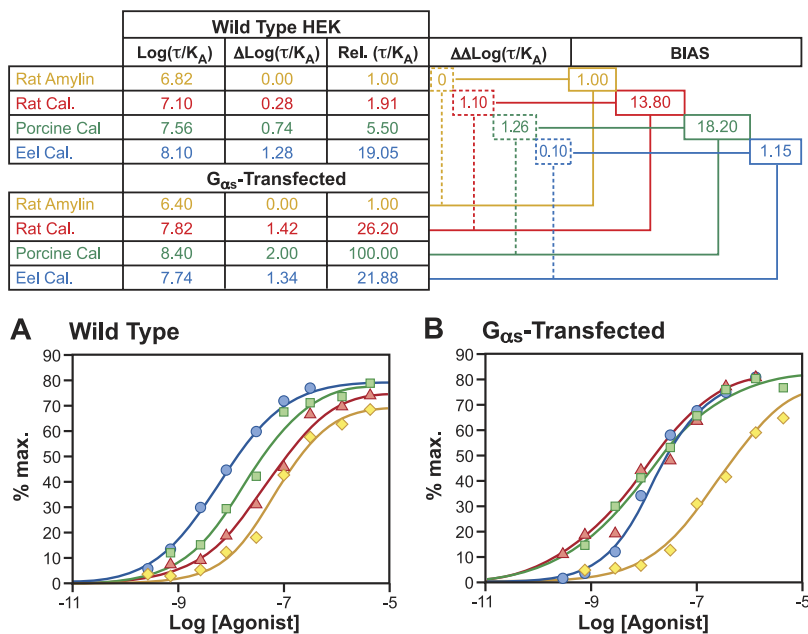 Wild Type HEK
Log(τ/KA) ΔLog(τ/KA) Rel. (τ/KA) ΔΔLog(τ/KA) BIAS
Rat Amylin 6.82 0.00 1.00 0 1.00
Rat Cal. 7.10 0.28 1.91 1.10 13.80
Porcine Cal 7.56 0.74 5.50 1.26 18.20
Eel Cal. 8.10 1.28 19.05 0.10 1.15
Gαs-Transfected
Rat Amylin 6.40 0.00 1.00
Rat Cal. 7.82 1.42 26.20
Porcine Cal 8.40 2.00 100.00
Eel Cal. 7.74 1.34 21.88
A Wild Type
90
80
70
60
50
40
30
20
10
0
% max.
-11 -9 -7 -5
Log [Agonist]
B Gαs-Transfected
90
80
70
60
50
40
30
20
10
0
% max.
-11 -9 -7 -5
Log [Agonist]